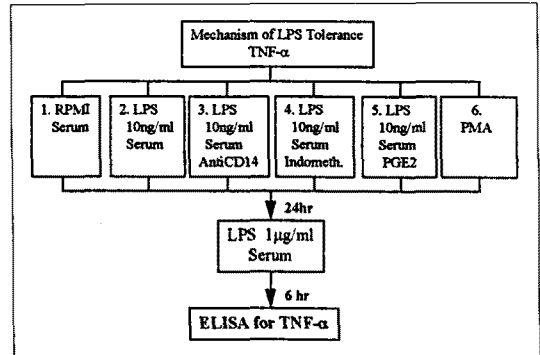 Mechanism of LPS Tolerance
TNF-α
1. RPMI
Serum
2. LPS
10ng/ml
Serum
3. LPS
10ng/ml
Serum
AntiCD14
4. LPS
10ng/ml
Serum
Indometh.
5. LPS
10ng/ml
Serum
PGE2
6.
PMA
24hr
LPS 1μg/ml
Serum
6 hr
ELISA for TNF-α